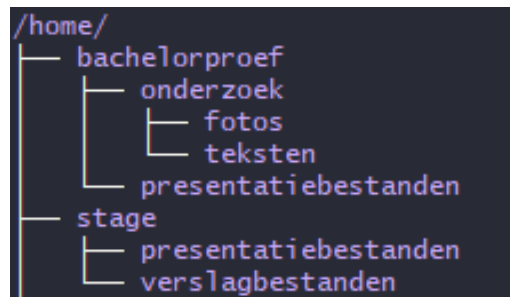 /home/
├── bachelorproef
│   ├── onderzoek
│   │   ├── fotos
│   │   └── teksten
│   └── presentatiebestanden
├── stage
│   ├── presentatiebestanden
│   └── verslagbestanden